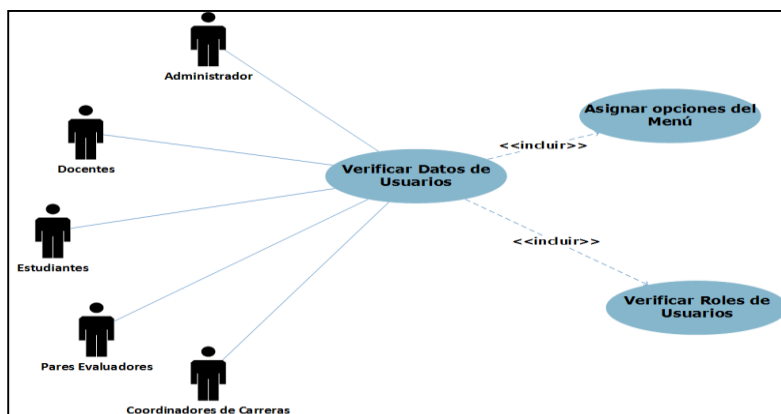 Administrador
Asignar opciones del
Menú
<<incluir>>
Docentes
Verificar Datos de
Usuarios
<<incluir>>
Estudiantes
Verificar Roles de
Usuarios
Pares Evaluadores
Coordinadores de Carreras